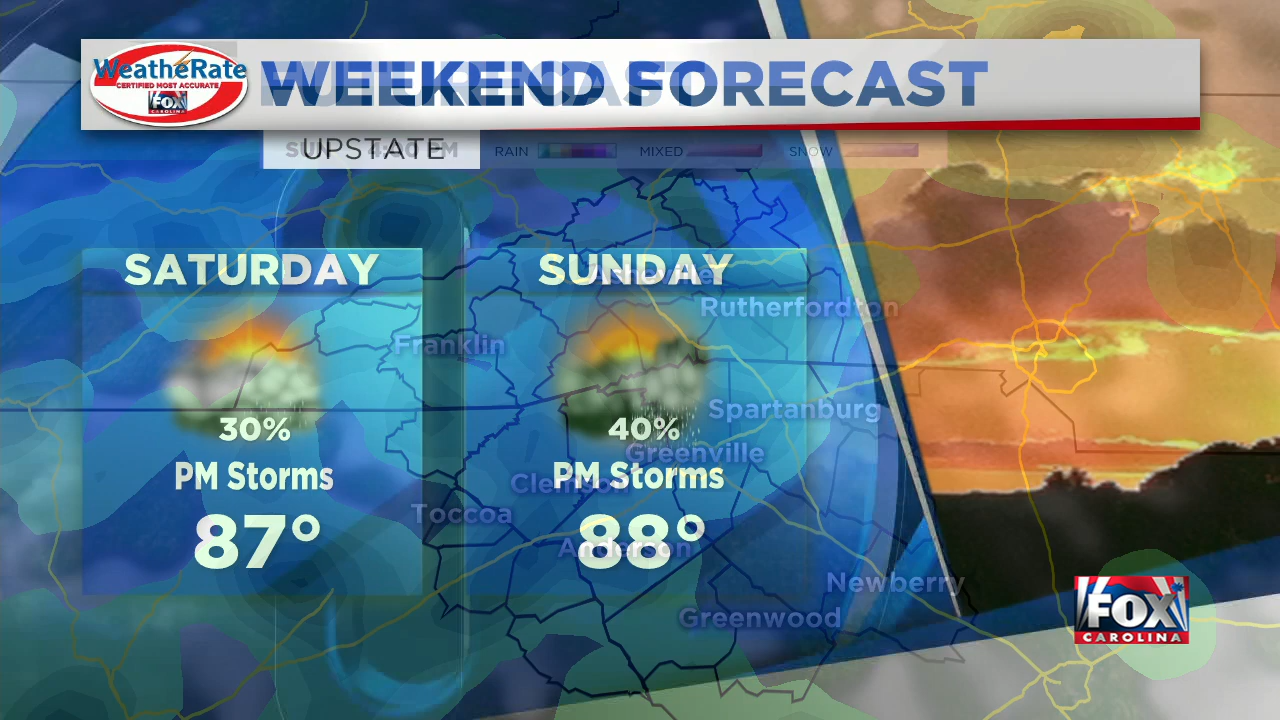 WeatheRate
CERTIFIED MOST ACCURATE
FOX
CAROLINA
WEEKEND FORECAST
UPSTATE
RAIN MIXED SNOW
SATURDAY SUNDAY
Asheville
Rutherfordton
Franklin
Spartanburg
30% 40%
Greenville
PM Storms PM Storms
Clemson
Toccoa
87° 88°
Anderson
Newberry
Greenwood
FOX
CAROLINA